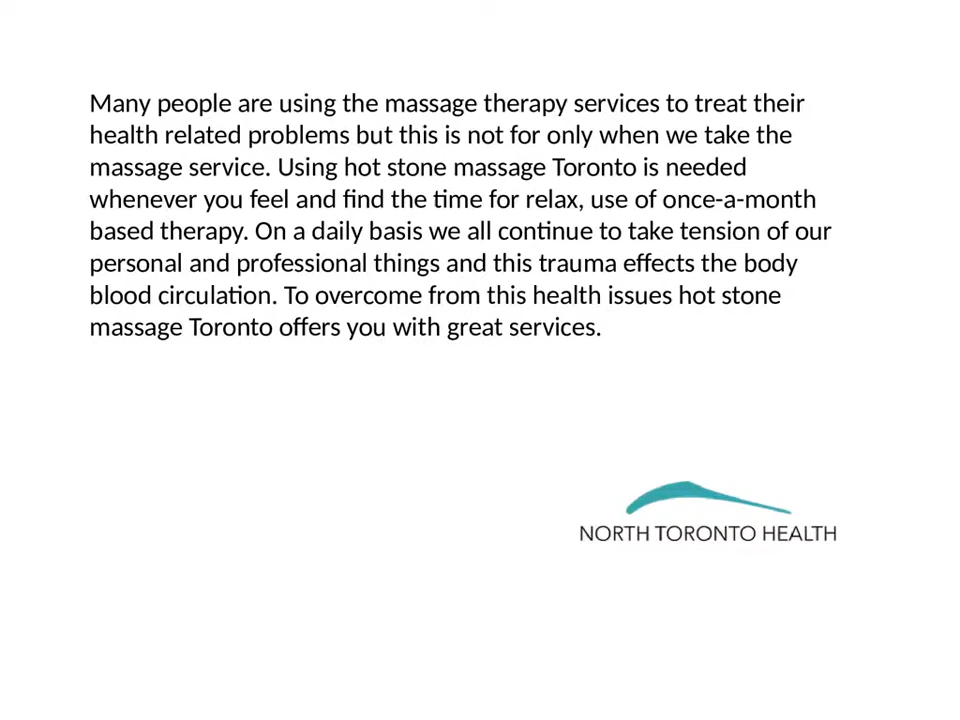 Many people are using the massage therapy services to treat their
health related problems but this is not for only when we take the
massage service. Using hot stone massage Toronto is needed
whenever you feel and find the time for relax, use of once-a-month
based therapy. On a daily basis we all continue to take tension of our
personal and professional things and this trauma effects the body
blood circulation. To overcome from this health issues hot stone
massage Toronto offers you with great services.
NORTH TORONTO HEALTH